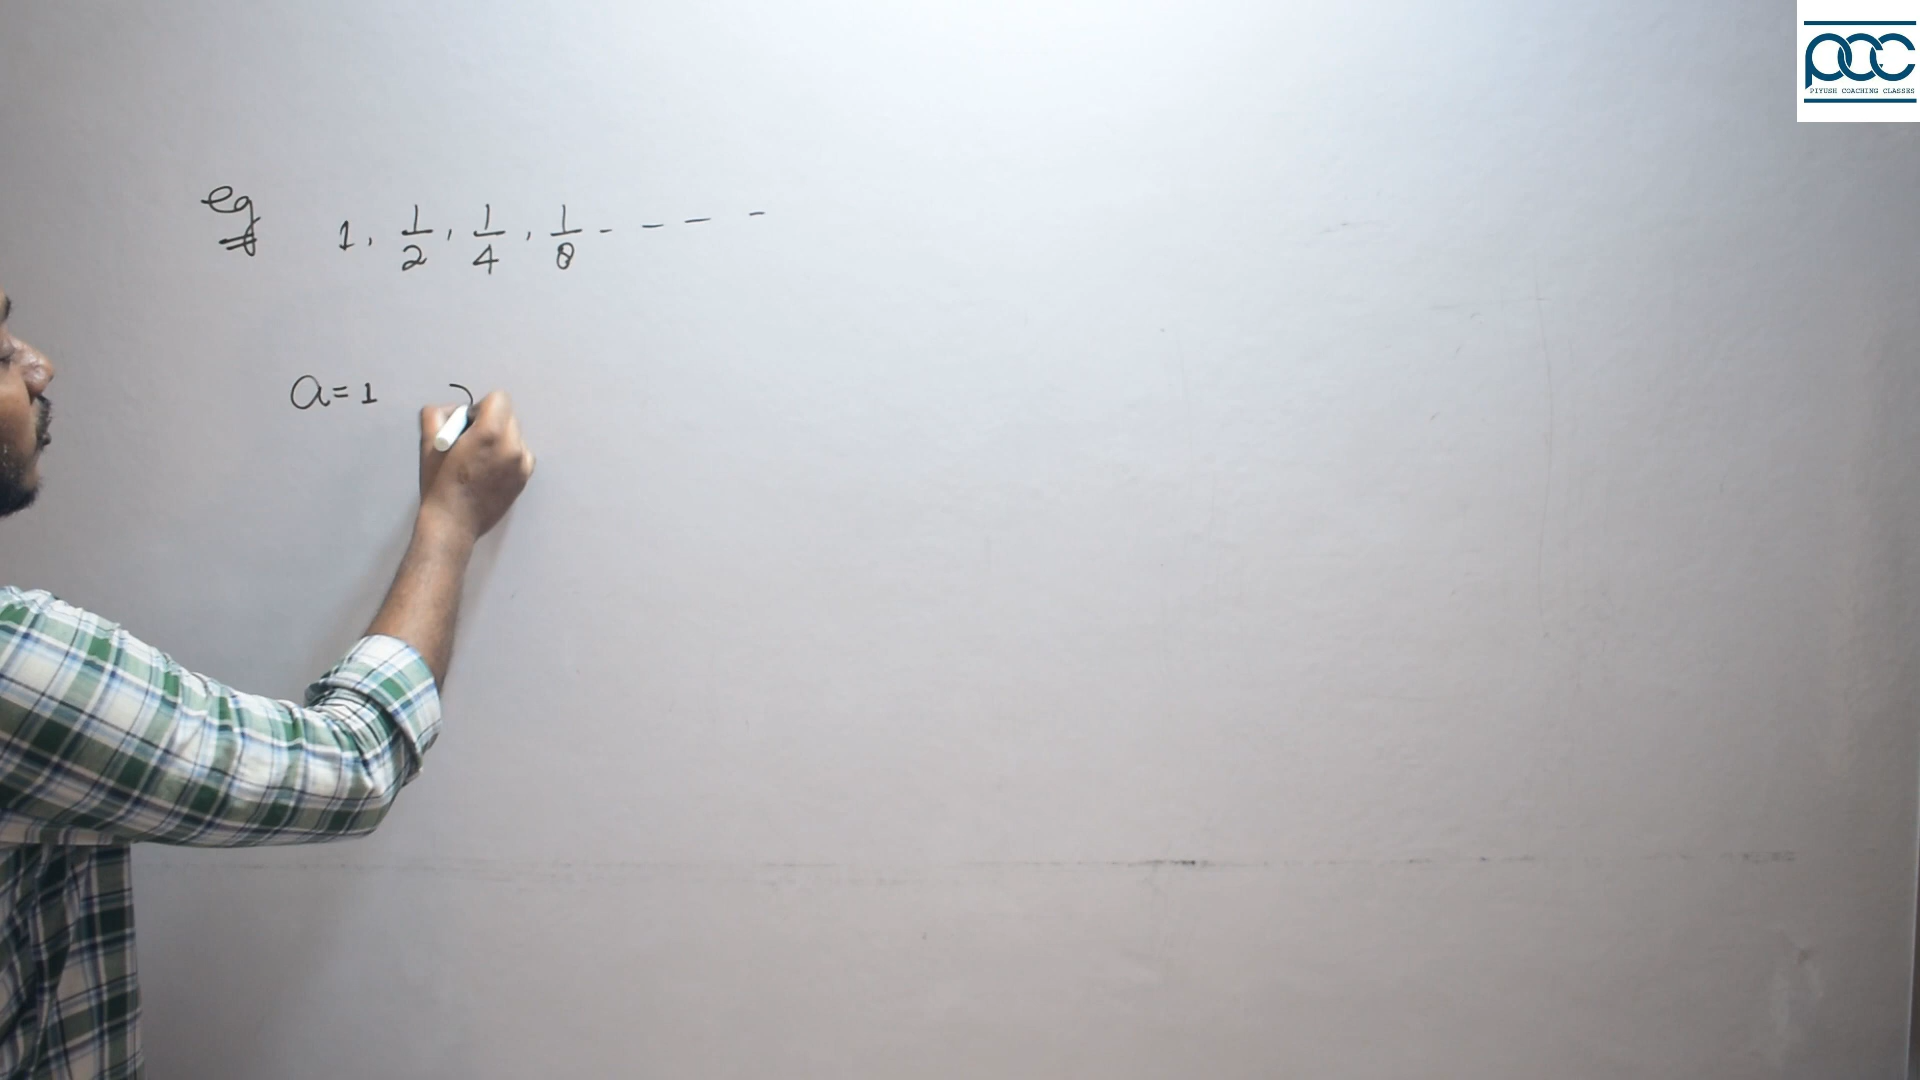 PCC
PIYUSH COACHING CLASSES
eg 1, 1/2, 1/4, 1/8 - - - -
a = 1